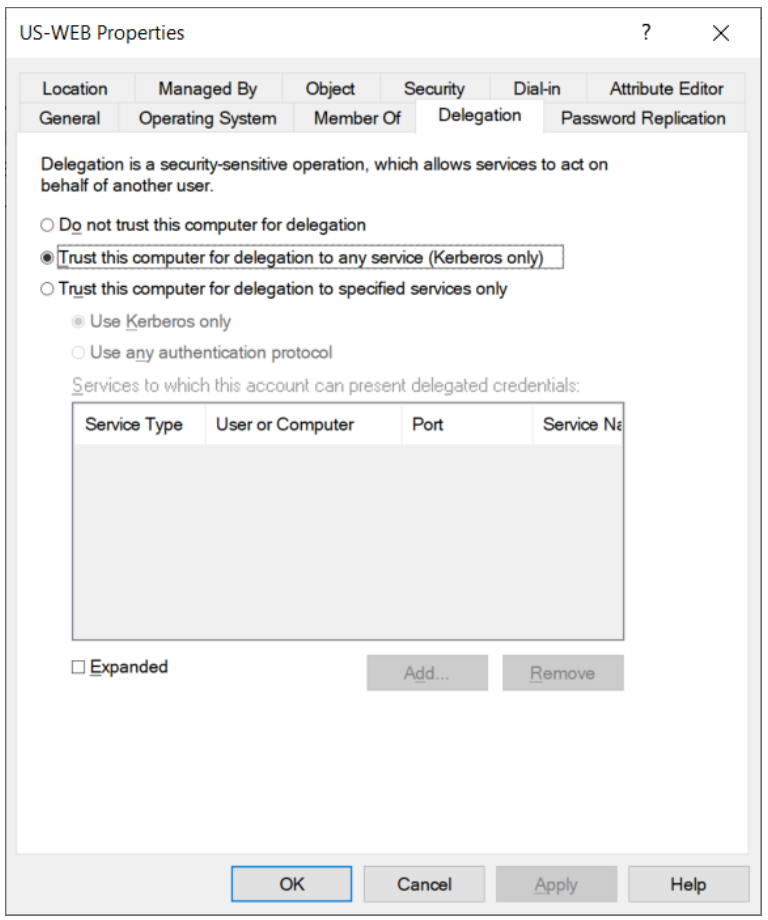 US-WEB Properties
?
Location Managed By Object Security Dial-in Attribute Editor
General Operating System Member Of Delegation Password Replication
Delegation is a security-sensitive operation, which allows services to act on
behalf of another user.
Do not trust this computer for delegation
Trust this computer for delegation to any service (Kerberos only)
Trust this computer for delegation to specified services only
Use Kerberos only
Use any authentication protocol
Services to which this account can present delegated credentials:
Service Type User or Computer Port Service Na
Expanded
Add... Remove
OK Cancel Apply Help